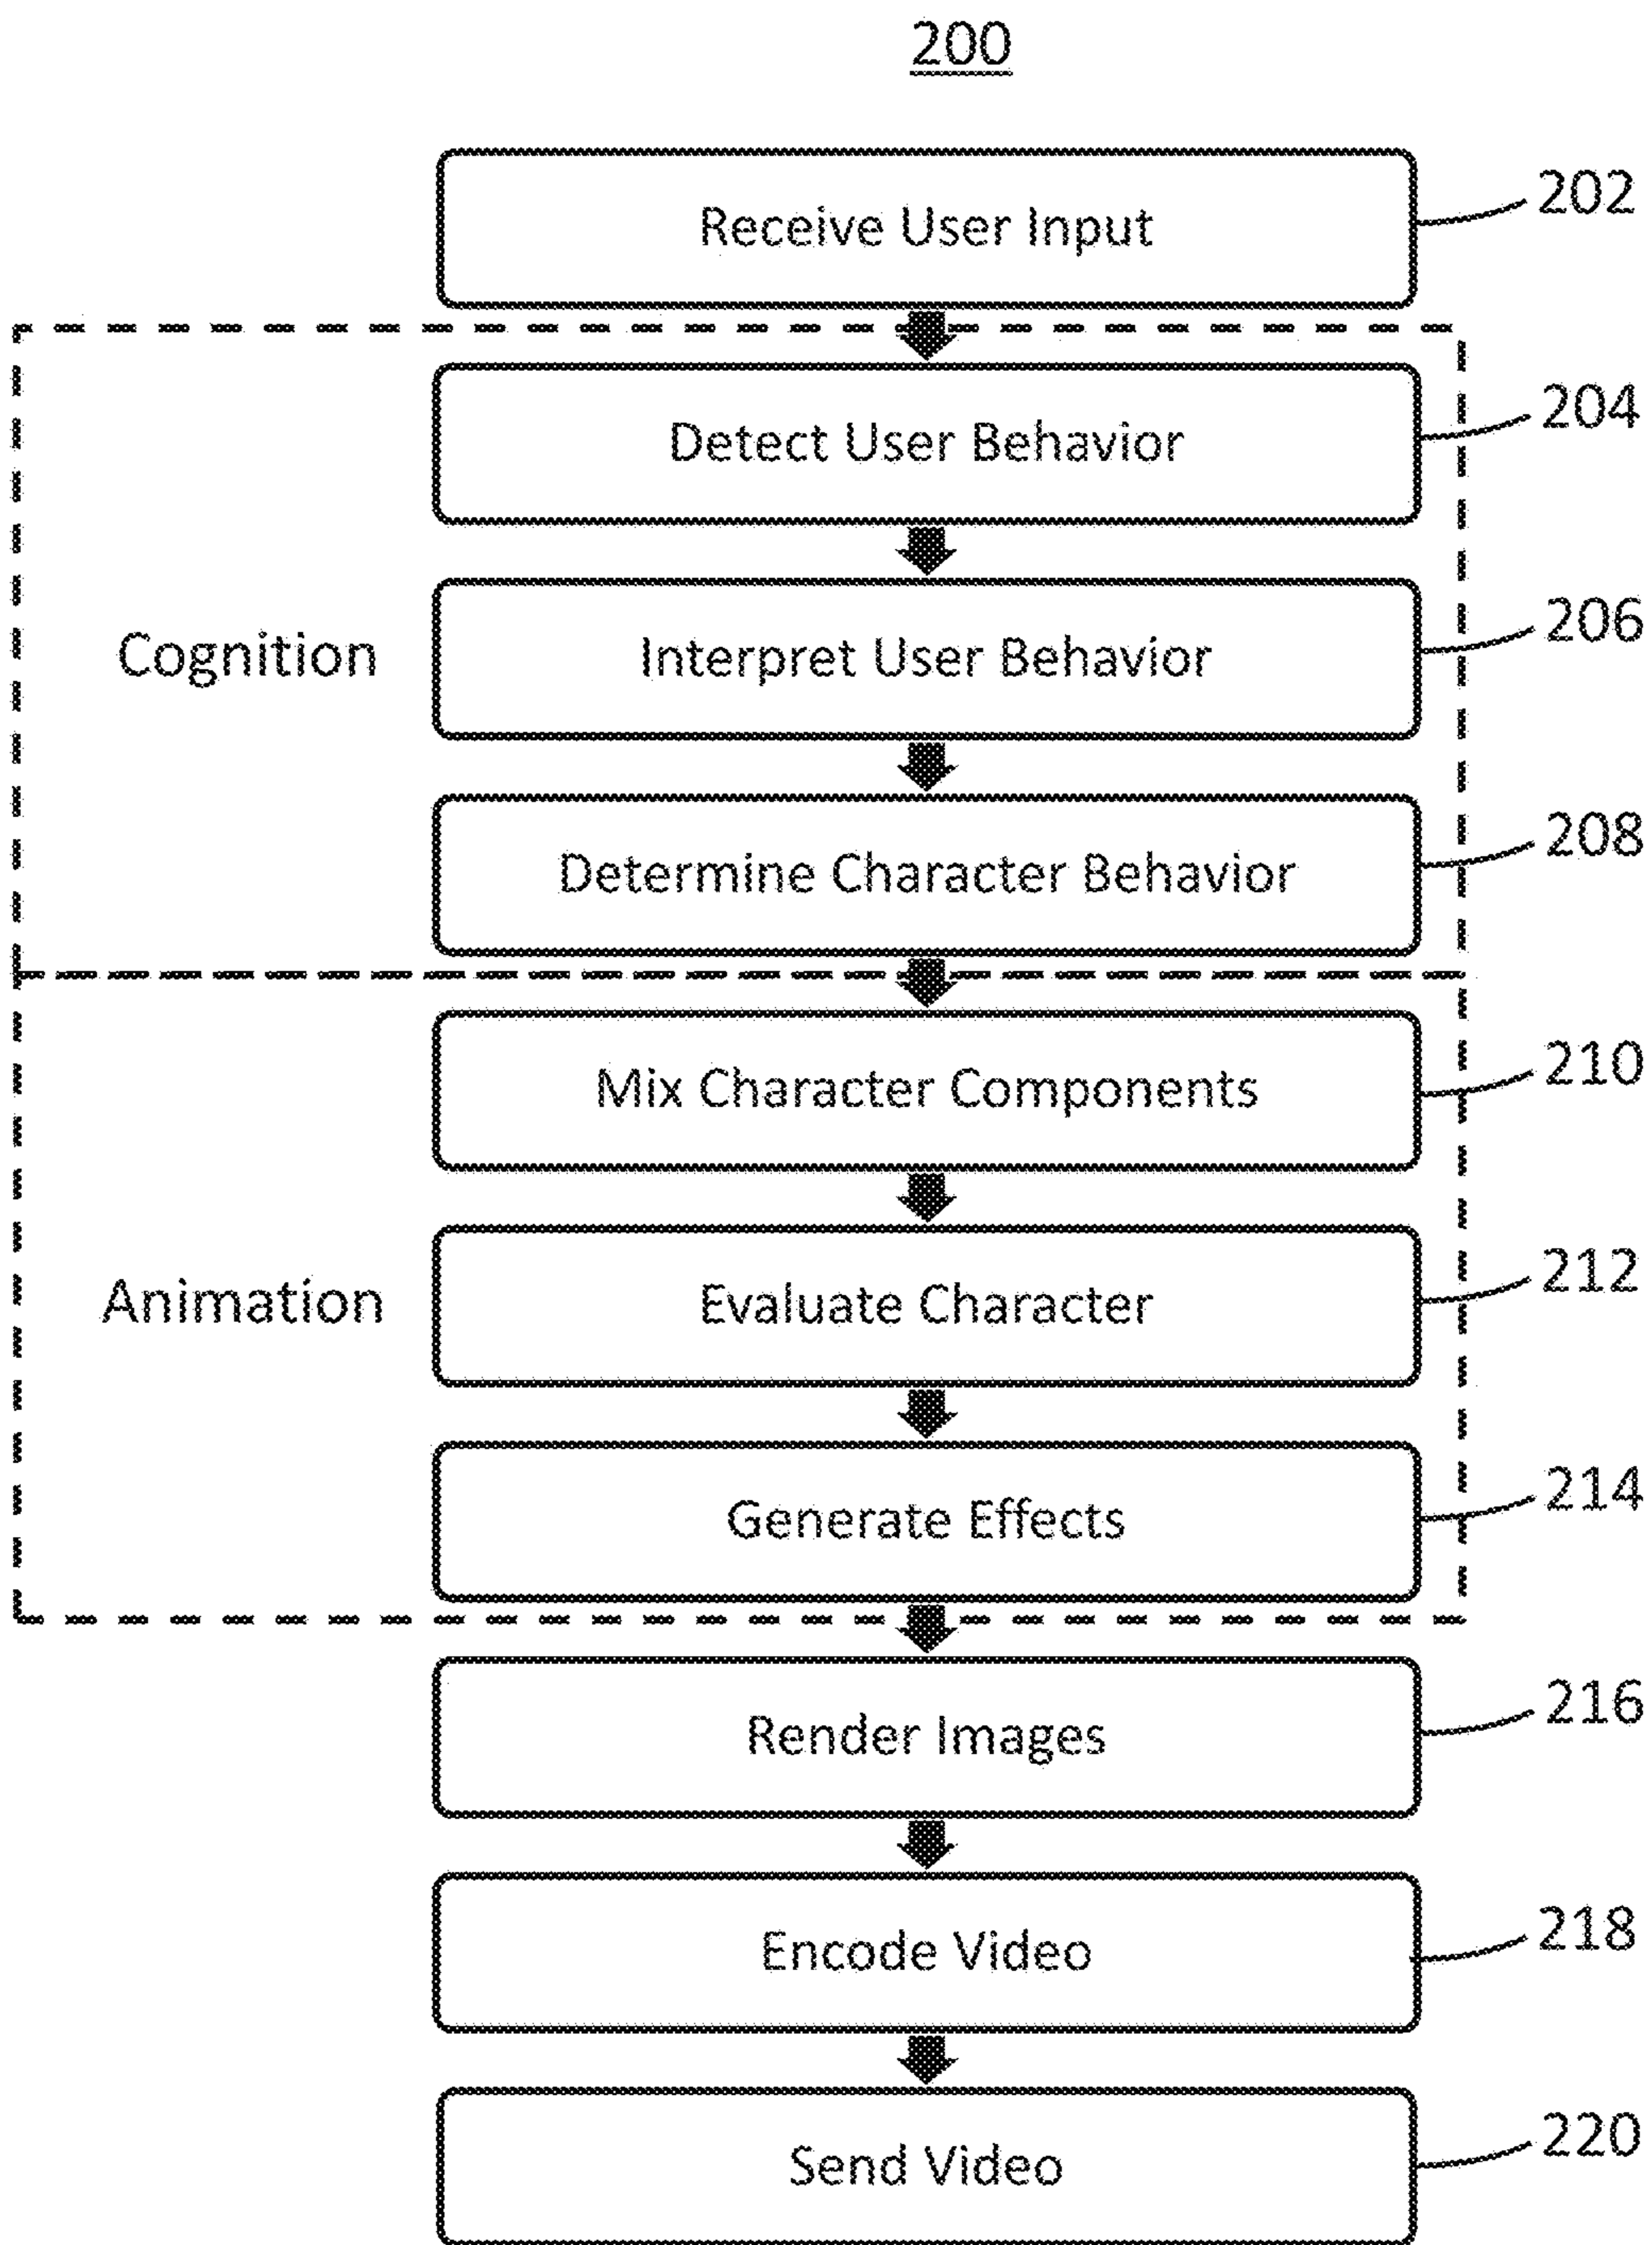 200
Receive User Input
202
Detect User Behavior
204
Cognition
Interpret User Behavior
206
Determine Character Behavior
208
Mix Character Components
210
Animation
Evaluate Character
212
Generate Effects
214
Render Images
216
Encode Video
218
Send Video
220